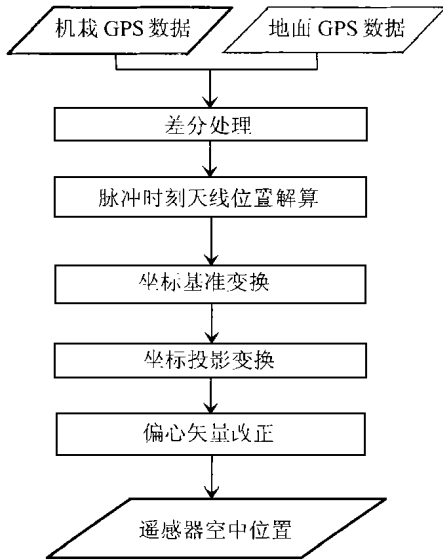 机栽 GPS 数据
地面 GPS 数据
差分处理
脉冲时刻天线位置解算
坐标基准变换
坐标投影变换
偏心矢量改正
遥感器空中位置